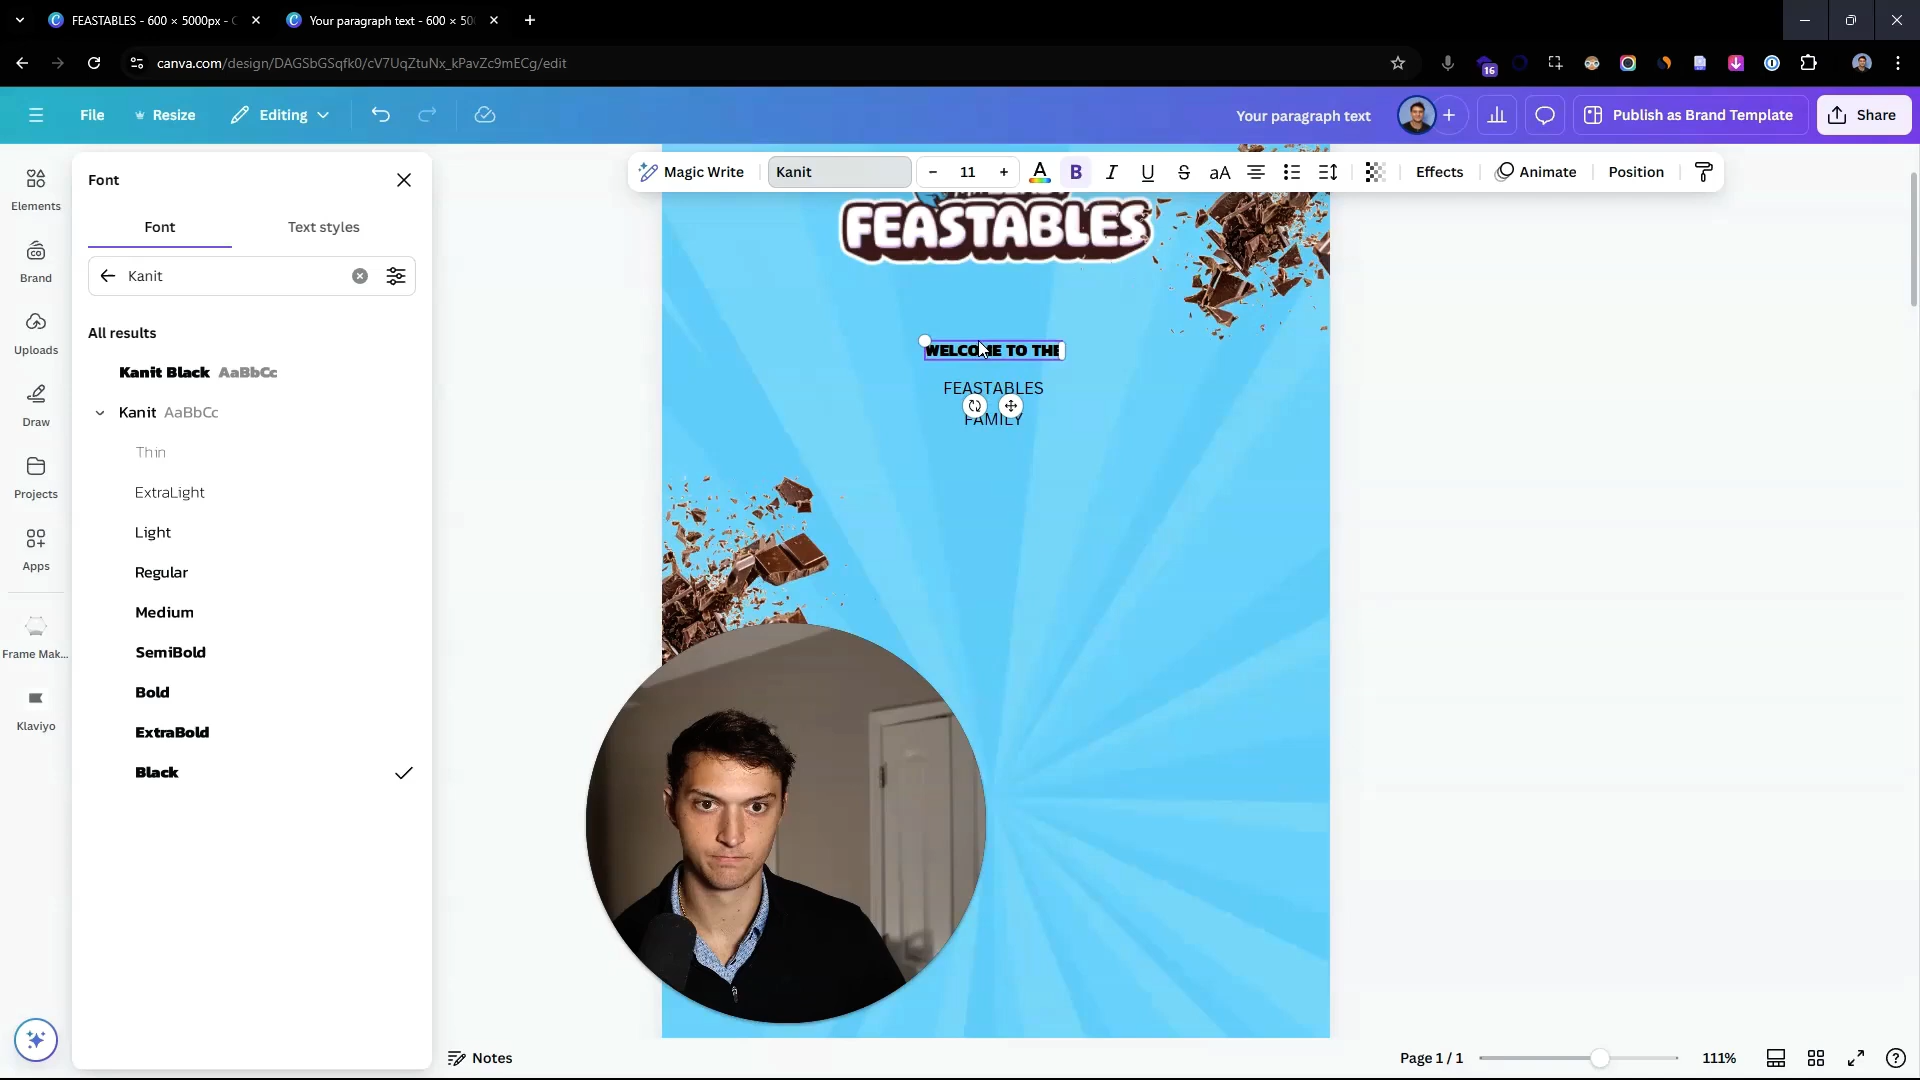 FEASTABLES - 600 × 5000px - C
Your paragraph text - 600 × 50
canva.com/design/DAGSbGSqfk0/cV7UqZtuNx_kPavZc9mECg/edit
16
File
Resize
Editing
Your paragraph text
Publish as Brand Template
Share
Magic Write
Kanit
11
B
I
U
S
aA
Effects
Animate
Position
Elements
Brand
Uploads
Draw
Projects
Apps
Frame Mak...
Klaviyo
Font
Font
Text styles
Kanit
All results
Kanit Black AaBbCc
Kanit AaBbCc
Thin
ExtraLight
Light
Regular
Medium
SemiBold
Bold
ExtraBold
Black
FEASTABLES
WELCOME TO THE
FEASTABLES
FAMILY
Notes
Page 1 / 1
111%